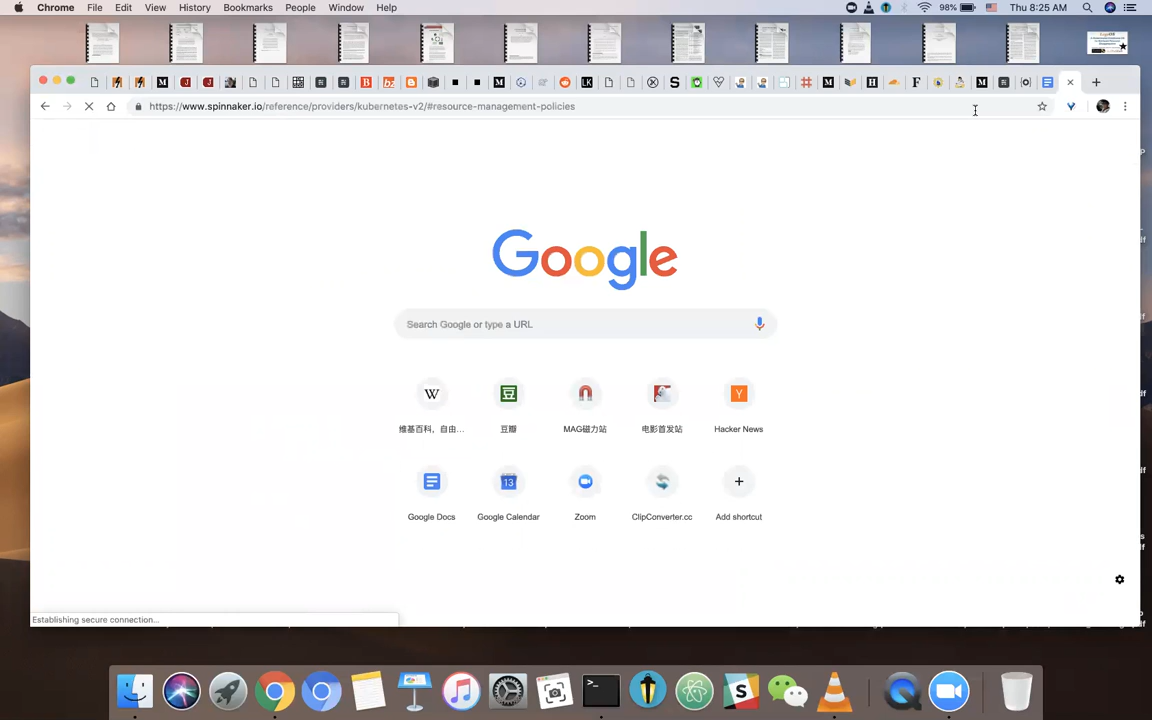 Chrome File Edit View History Bookmarks People Window Help
98% Thu 8:25 AM
https://www.spinnaker.io/reference/providers/kubernetes-v2/#resource-management-policies
Google
Search Google or type a URL
维基百科，自由... 豆瓣 MAG磁力站 电影首发站 Hacker News
Google Docs Google Calendar Zoom ClipConverter.cc Add shortcut
Establishing secure connection...